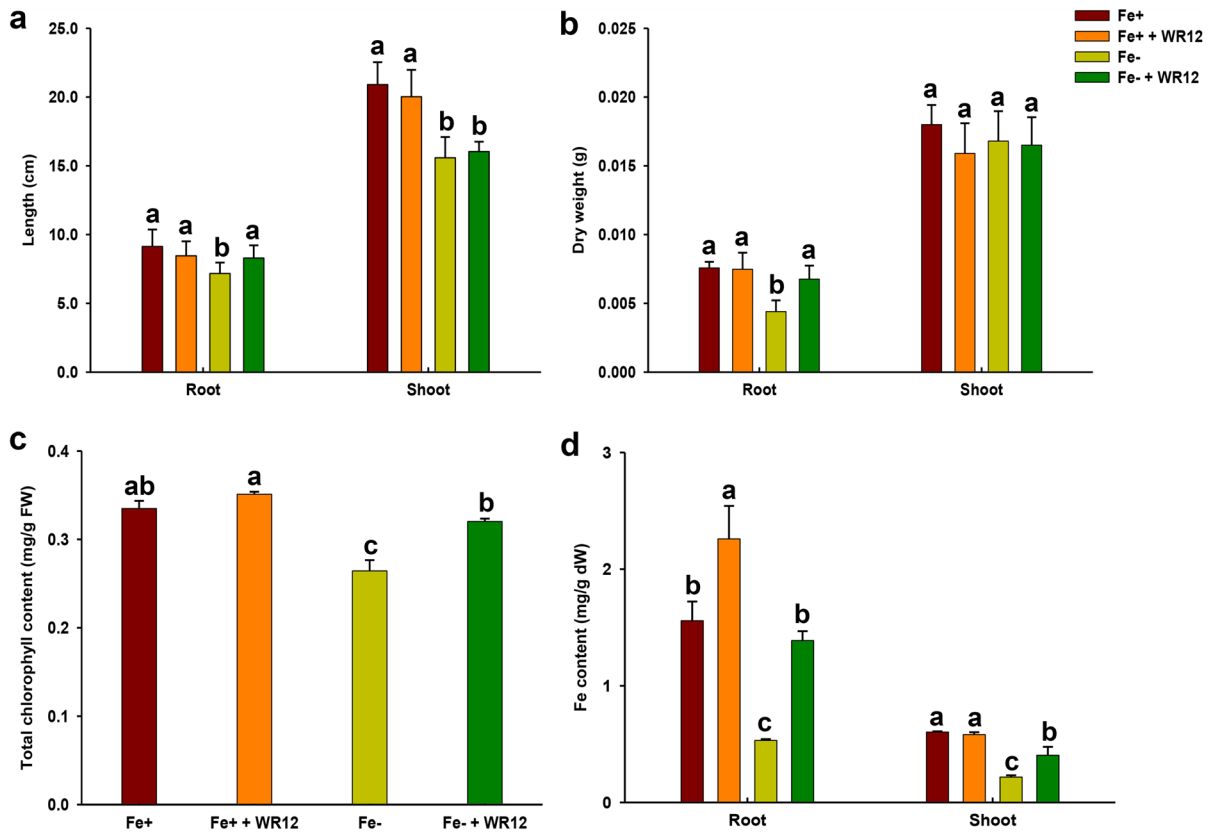 a
Length (cm)
25.0
20.0
15.0
10.0
5.0
0.0
a a b a
a a b b
Root Shoot
b
Dry weight (g)
0.025
0.020
0.015
0.010
0.005
0.000
a a b a
a a a a
Root Shoot
Fe+
Fe+ + WR12
Fe-
Fe- + WR12
c
Total chlorophyll content (mg/g FW)
0.4
0.3
0.2
0.1
0.0
ab a c b
Fe+ Fe+ + WR12 Fe- Fe- + WR12
d
Fe content (mg/g dW)
3
2
1
0
b a c b
a a c b
Root Shoot